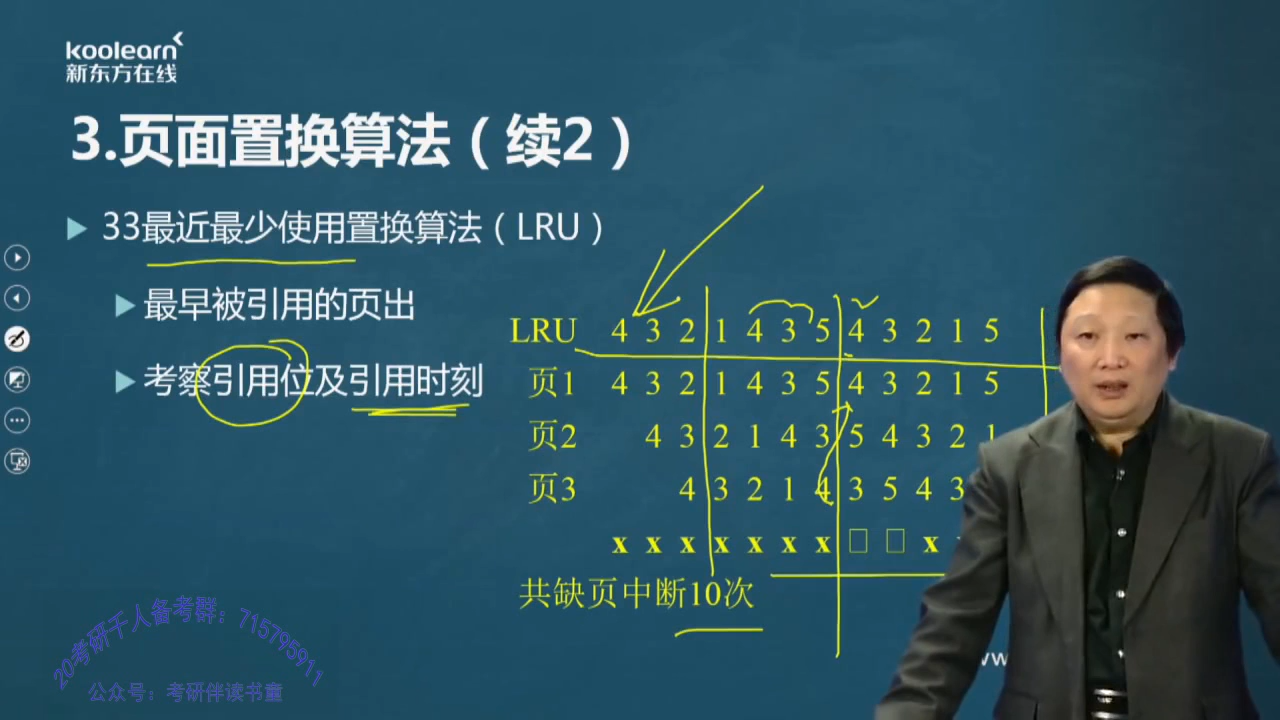 koolearn
新东方在线
3.页面置换算法（续2）
33最近最少使用置换算法（LRU）
最早被引用的页出
考察引用位及引用时刻
LRU 4 3 2 1 4 3 5 4 3 2 1 5
页1 4 3 2 1 4 3 5 4 3 2 1 5
页2 4 3 2 1 4 3 5 4 3 2 1
页3 4 3 2 1 4 3 5 4 3
x x x x x x x □ □ x
共缺页中断10次
20考研千人备考群：715795911
公众号：考研伴读书童